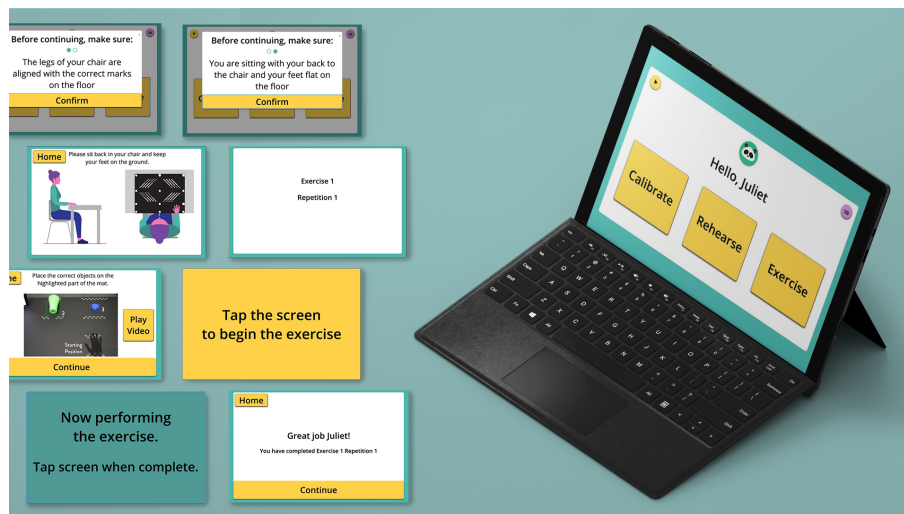 Before continuing, make sure:
The legs of your chair are
aligned with the correct marks
on the floor
Confirm
Before continuing, make sure:
You are sitting with your back to
the chair and your feet flat on
the floor
Confirm
Home
Please sit back in your chair and keep
your feet on the ground.
Exercise 1
Repetition 1
Place the correct objects on the
highlighted part of the mat.
2
3
Starting
Position
Play
Video
Continue
Tap the screen
to begin the exercise
Now performing
the exercise.
Tap screen when complete.
Home
Great job Juliet!
You have completed Exercise 1 Repetition 1
Continue
Hello, Juliet
Calibrate
Rehearse
Exercise